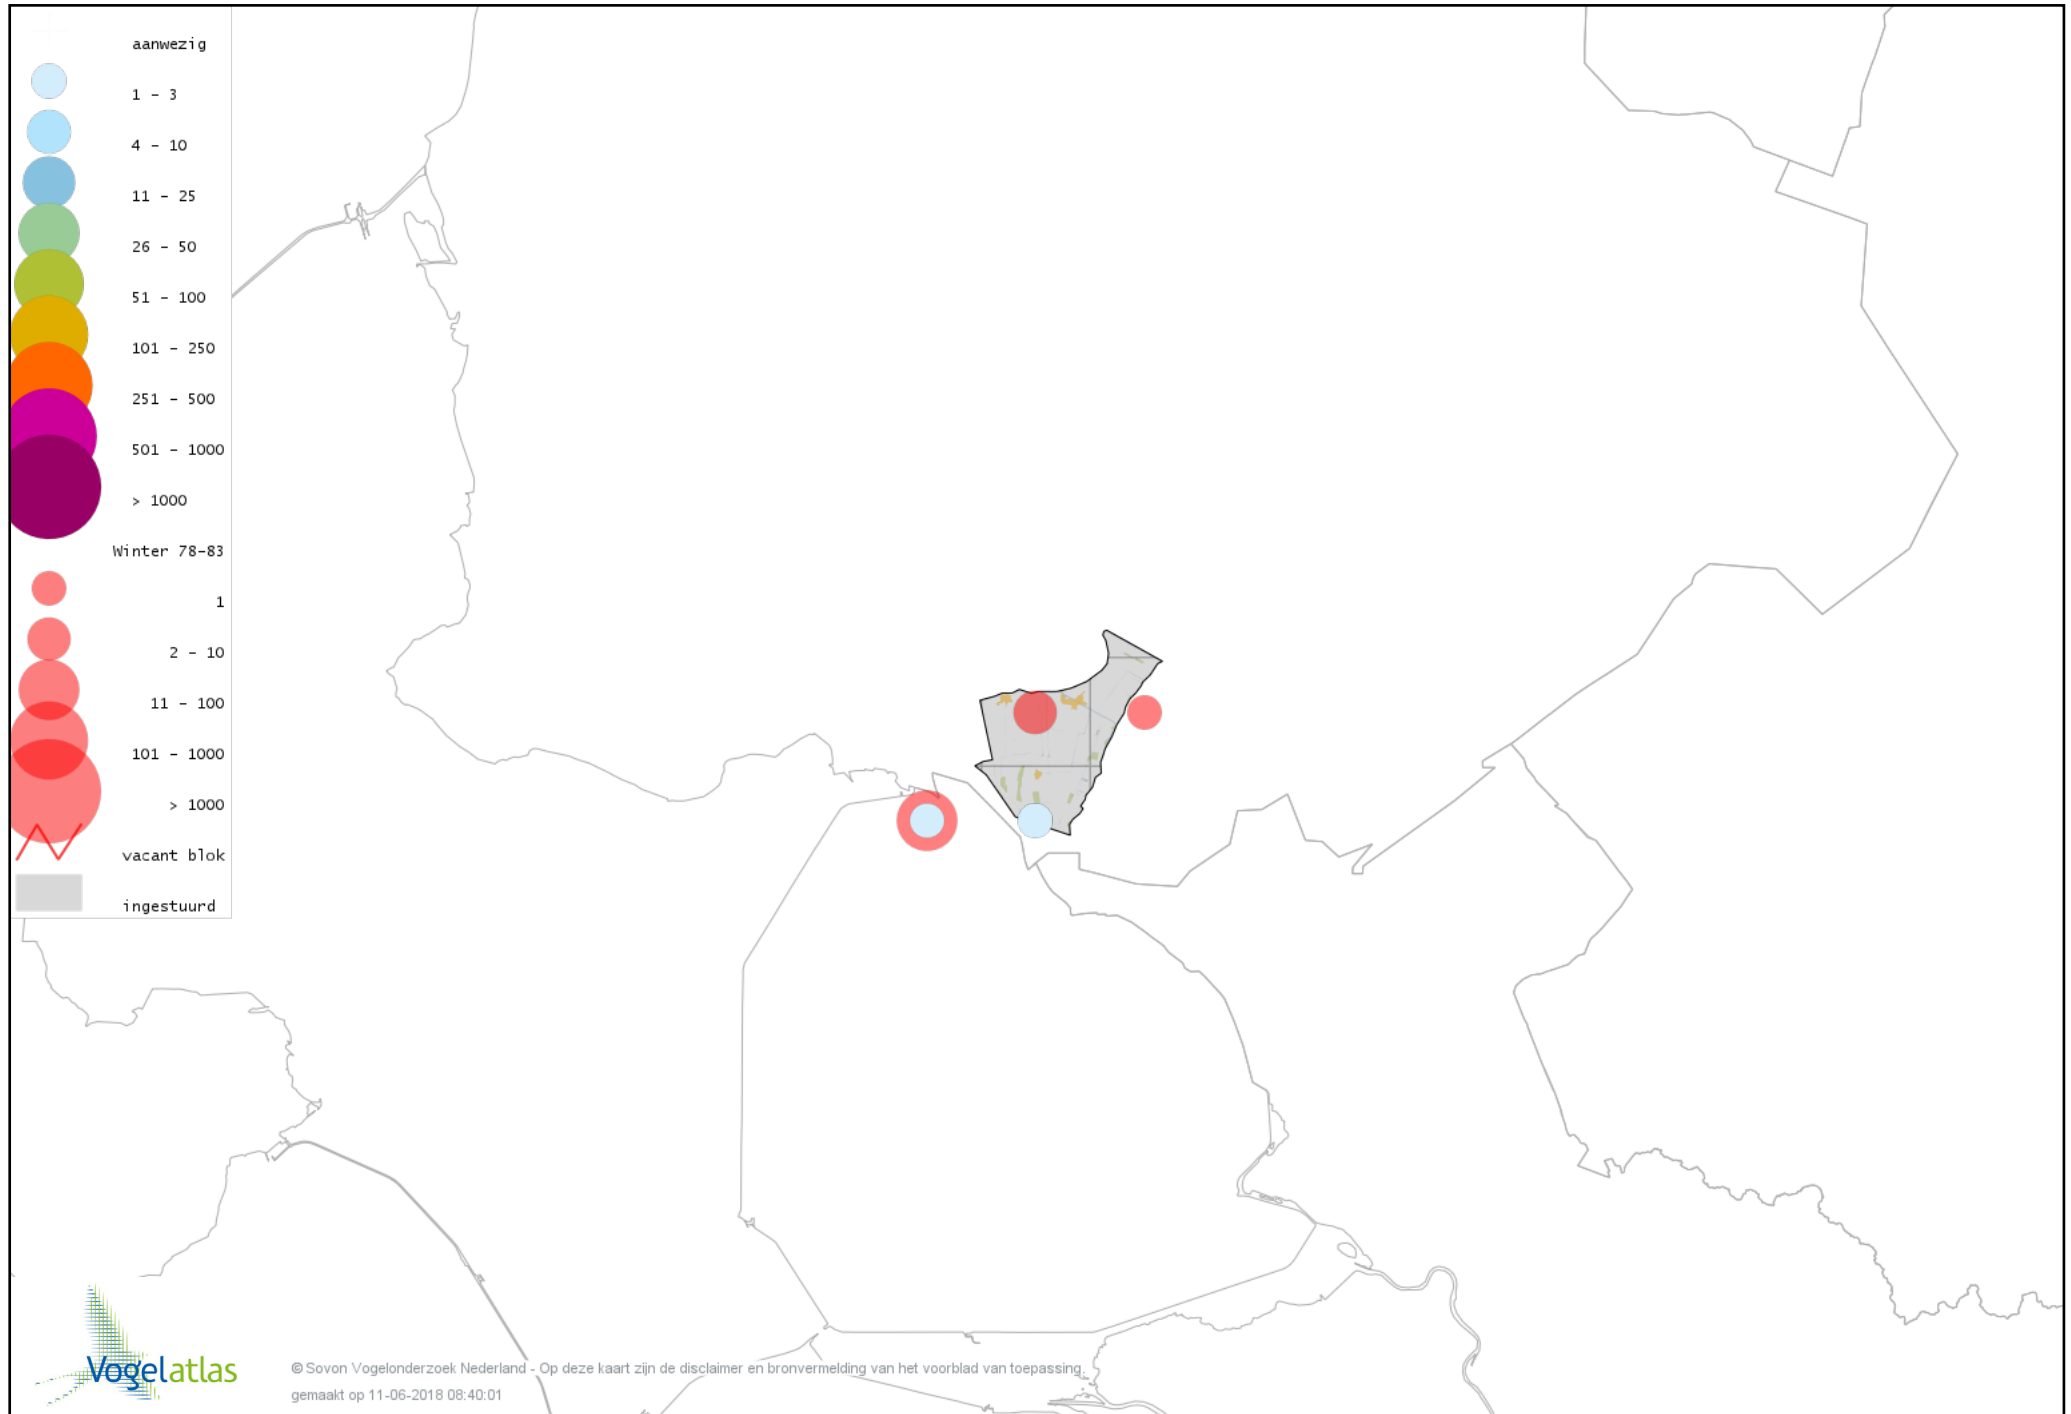 aanwezig
1 - 3
4 - 10
11 - 25
26 - 50
51 - 100
101 - 250
251 - 500
501 - 1000
> 1000
Winter 78-83
1
2 - 10
11 - 100
101 - 1000
> 1000
vacant blok
ingestuurd
Vogelatlas
© Sovon Vogelonderzoek Nederland - Op deze kaart zijn de disclaimer en bronvermelding van het voorblad van toepassing.
gemaakt op 11-06-2018 08:40:01